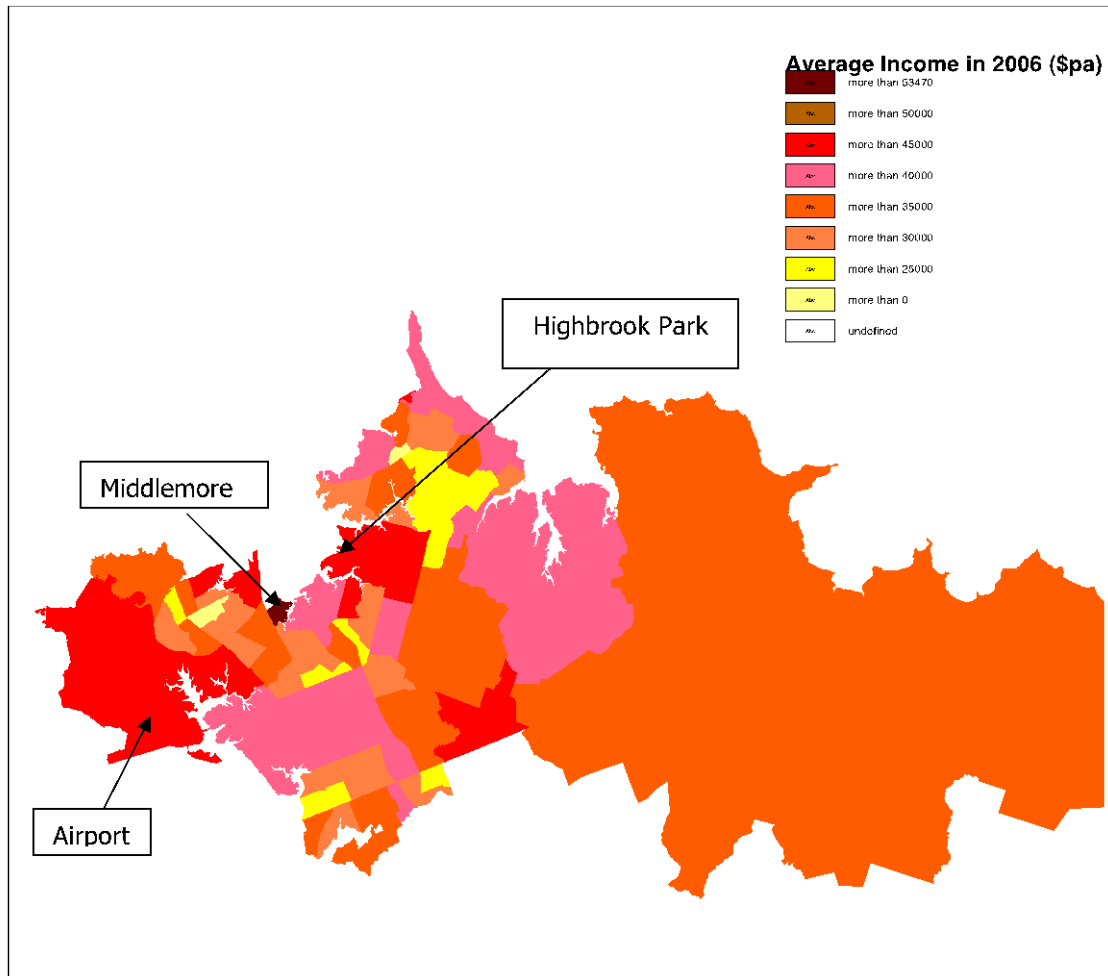 Average Income in 2006 ($pa)
more than 53470
more than 50000
more than 45000
more than 40000
more than 35000
more than 30000
more than 25000
more than 0
undefined
Highbrook Park
Middlemore
Airport